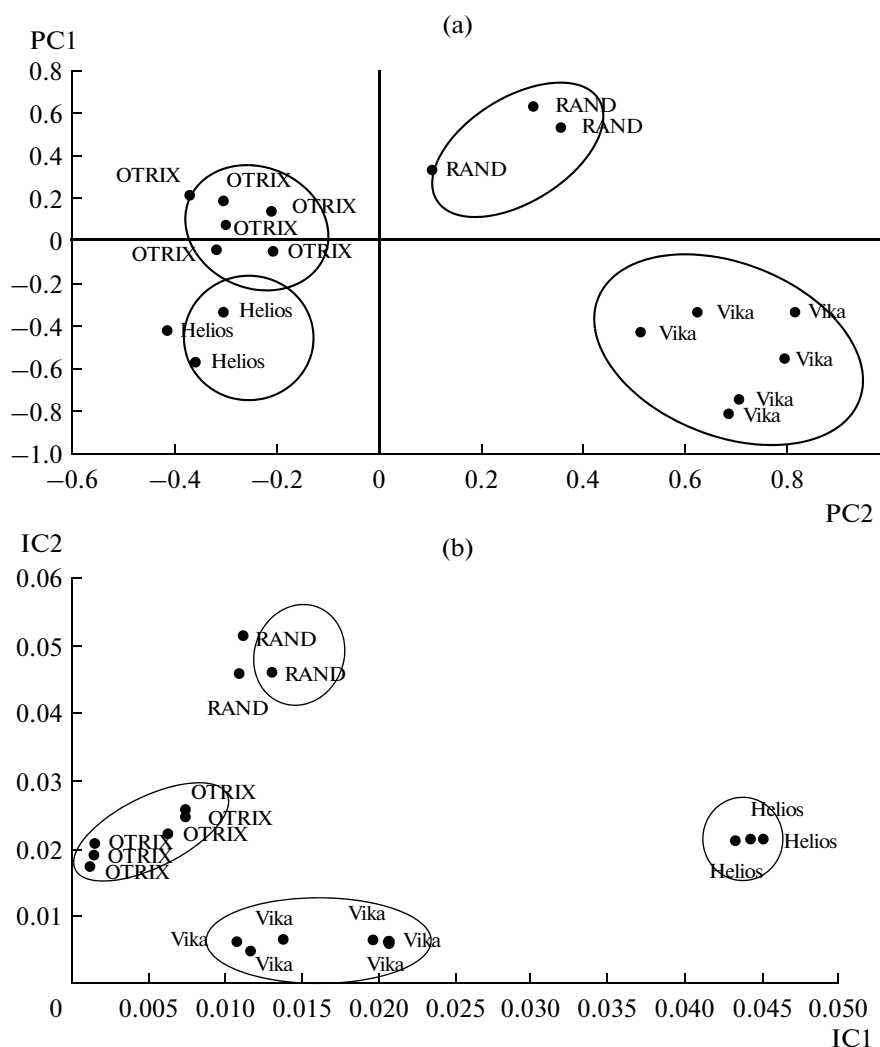 (a)
PC1
0.8
RAND
0.6
RAND
0.4
RAND
OTRIX
OTRIX
0.2
OTRIX
OTRIX
0
OTRIX
OTRIX
−0.2
Helios
Vika
Vika
−0.4
Helios
Vika
Helios
Vika
−0.6
Vika
−0.8
Vika
−1.0
−0.6
−0.4
−0.2
0
0.2
0.4
0.6
0.8
PC2
IC2
(b)
0.06
RAND
0.05
RAND
RAND
0.04
0.03
OTRIX
OTRIX
OTRIX
Helios
Helios
0.02
OTRIX
OTRIX
OTRIX
Helios
0.01
Vika
Vika
Vika
Vika
Vika
Vika
0
0.005
0.010
0.015
0.020
0.025
0.030
0.035
0.040
0.045
0.050
IC1